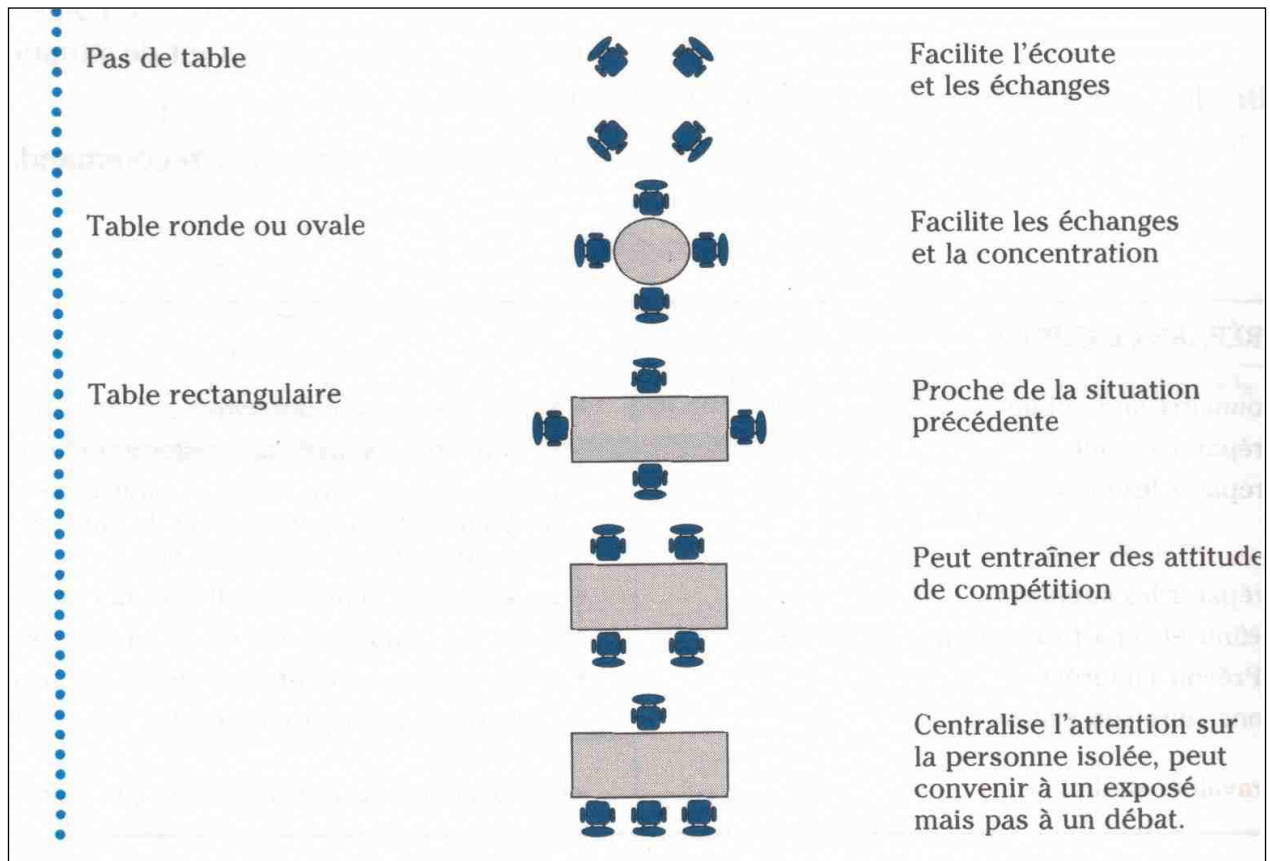 Pas de table
Facilite l'écoute
et les échanges
Table ronde ou ovale
Facilite les échanges
et la concentration
Table rectangulaire
Proche de la situation
précédente
Peut entraîner des attitude
de compétition
Centralise l'attention sur
la personne isolée, peut
convenir à un exposé
mais pas à un débat.